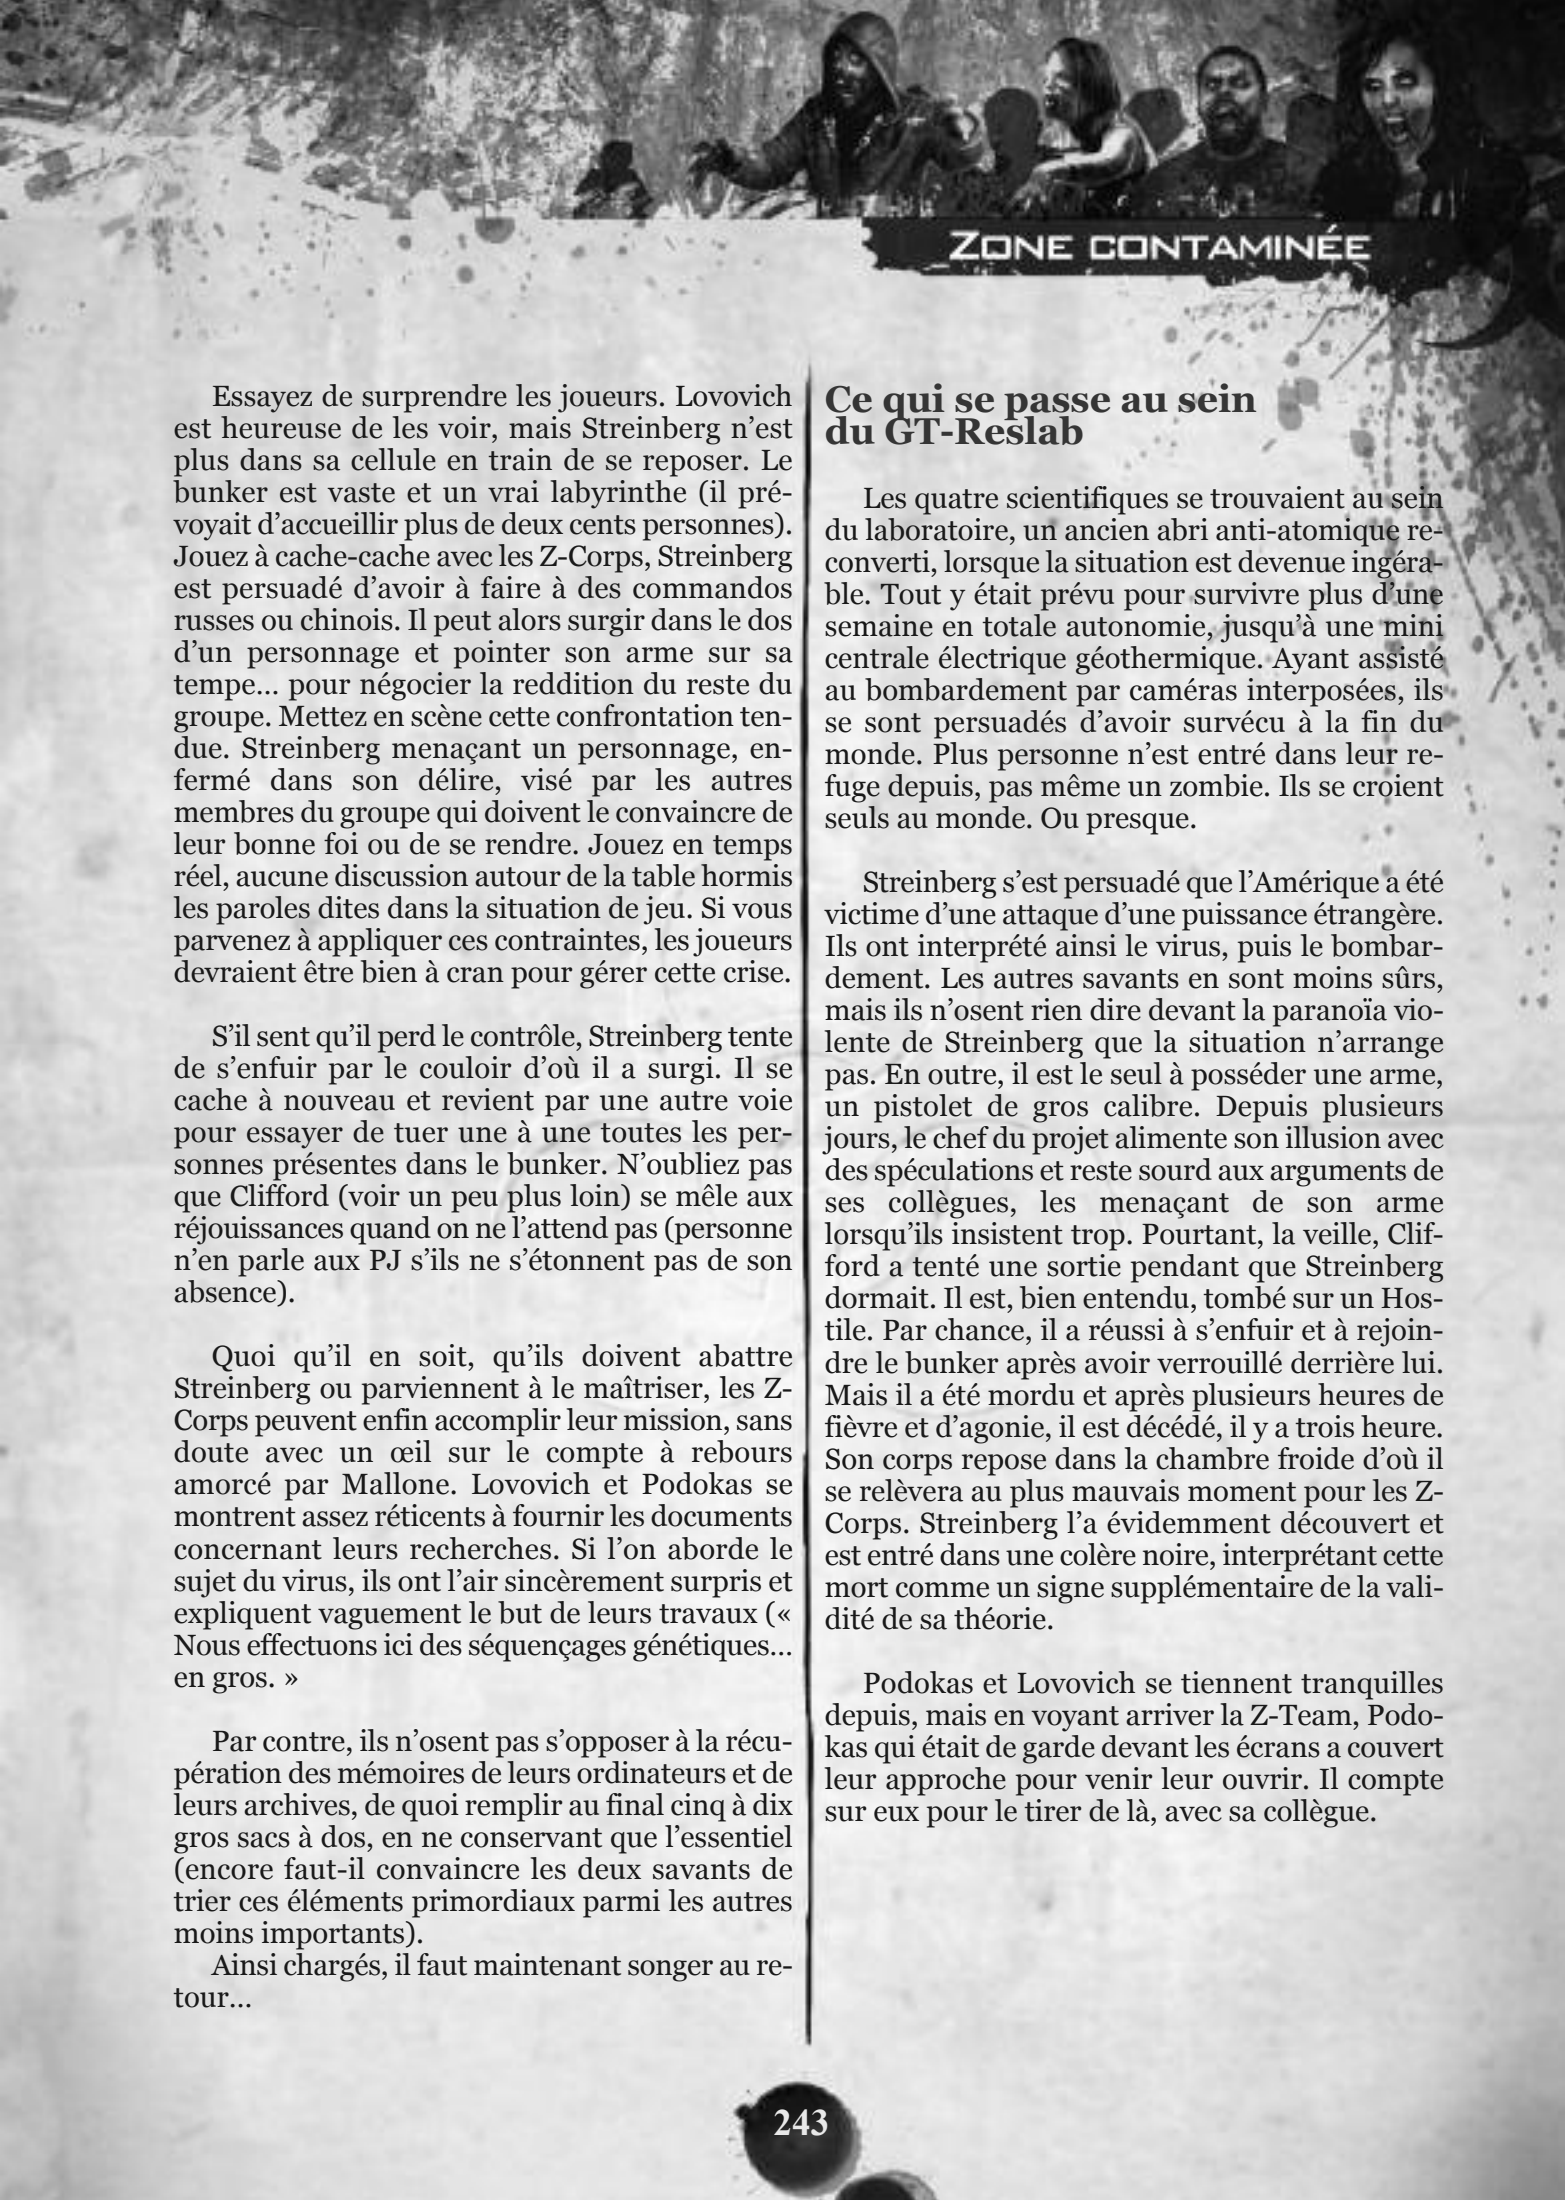 ZONE CONTAMINÉE
Essayez de surprendre les joueurs. Lovovich
est heureuse de les voir, mais Streinberg n'est
plus dans sa cellule en train de se reposer. Le
bunker est vaste et un vrai labyrinthe (il pré-
voyait d'accueillir plus de deux cents personnes).
Jouez à cache-cache avec les Z-Corps, Streinberg
est persuadé d'avoir à faire à des commandos
russes ou chinois. Il peut alors surgir dans le dos
d'un personnage et pointer son arme sur sa
tempe... pour négocier la reddition du reste du
groupe. Mettez en scène cette confrontation ten-
due. Streinberg menaçant un personnage, en-
fermé dans son délire, visé par les autres
membres du groupe qui doivent le convaincre de
leur bonne foi ou de se rendre. Jouez en temps
réel, aucune discussion autour de la table hormis
les paroles dites dans la situation de jeu. Si vous
parvenez à appliquer ces contraintes, les joueurs
devraient être bien à cran pour gérer cette crise.
S'il sent qu'il perd le contrôle, Streinberg tente
de s'enfuir par le couloir d'où il a surgi. Il se
cache à nouveau et revient par une autre voie
pour essayer de tuer une à une toutes les per-
sonnes présentes dans le bunker. N'oubliez pas
que Clifford (voir un peu plus loin) se mêle aux
réjouissances quand on ne l'attend pas (personne
n'en parle aux PJ s'ils ne s'étonnent pas de son
absence).
Quoi qu'il en soit, qu'ils doivent abattre
Streinberg ou parviennent à le maîtriser, les Z-
Corps peuvent enfin accomplir leur mission, sans
doute avec un œil sur le compte à rebours
amorcé par Mallone. Lovovich et Podokas se
montrent assez réticents à fournir les documents
concernant leurs recherches. Si l'on aborde le
sujet du virus, ils ont l'air sincèrement surpris et
expliquent vaguement le but de leurs travaux («
Nous effectuons ici des séquençages génétiques...
en gros. »
Par contre, ils n'osent pas s'opposer à la récu-
pération des mémoires de leurs ordinateurs et de
leurs archives, de quoi remplir au final cinq à dix
gros sacs à dos, en ne conservant que l'essentiel
(encore faut-il convaincre les deux savants de
trier ces éléments primordiaux parmi les autres
moins importants).
Ainsi chargés, il faut maintenant songer au re-
tour...
Ce qui se passe au sein
du GT-Reslab
Les quatre scientifiques se trouvaient au sein
du laboratoire, un ancien abri anti-atomique re-
converti, lorsque la situation est devenue ingéra-
ble. Tout y était prévu pour survivre plus d'une
semaine en totale autonomie, jusqu'à une mini
centrale électrique géothermique. Ayant assisté
au bombardement par caméras interposées, ils
se sont persuadés d'avoir survécu à la fin du
monde. Plus personne n'est entré dans leur re-
fuge depuis, pas même un zombie. Ils se croient
seuls au monde. Ou presque.
Streinberg s'est persuadé que l'Amérique a été
victime d'une attaque d'une puissance étrangère.
Ils ont interprété ainsi le virus, puis le bombar-
dement. Les autres savants en sont moins sûrs,
mais ils n'osent rien dire devant la paranoïa vio-
lente de Streinberg que la situation n'arrange
pas. En outre, il est le seul à posséder une arme,
un pistolet de gros calibre. Depuis plusieurs
jours, le chef du projet alimente son illusion avec
des spéculations et reste sourd aux arguments de
ses collègues, les menaçant de son arme
lorsqu'ils insistent trop. Pourtant, la veille, Clif-
ford a tenté une sortie pendant que Streinberg
dormait. Il est, bien entendu, tombé sur un Hos-
tile. Par chance, il a réussi à s'enfuir et à rejoin-
dre le bunker après avoir verrouillé derrière lui.
Mais il a été mordu et après plusieurs heures de
fièvre et d'agonie, il est décédé, il y a trois heure.
Son corps repose dans la chambre froide d'où il
se relèvera au plus mauvais moment pour les Z-
Corps. Streinberg l'a évidemment découvert et
est entré dans une colère noire, interprétant cette
mort comme un signe supplémentaire de la vali-
dité de sa théorie.
Podokas et Lovovich se tiennent tranquilles
depuis, mais en voyant arriver la Z-Team, Podo-
kas qui était de garde devant les écrans a couvert
leur approche pour venir leur ouvrir. Il compte
sur eux pour le tirer de là, avec sa collègue.
243